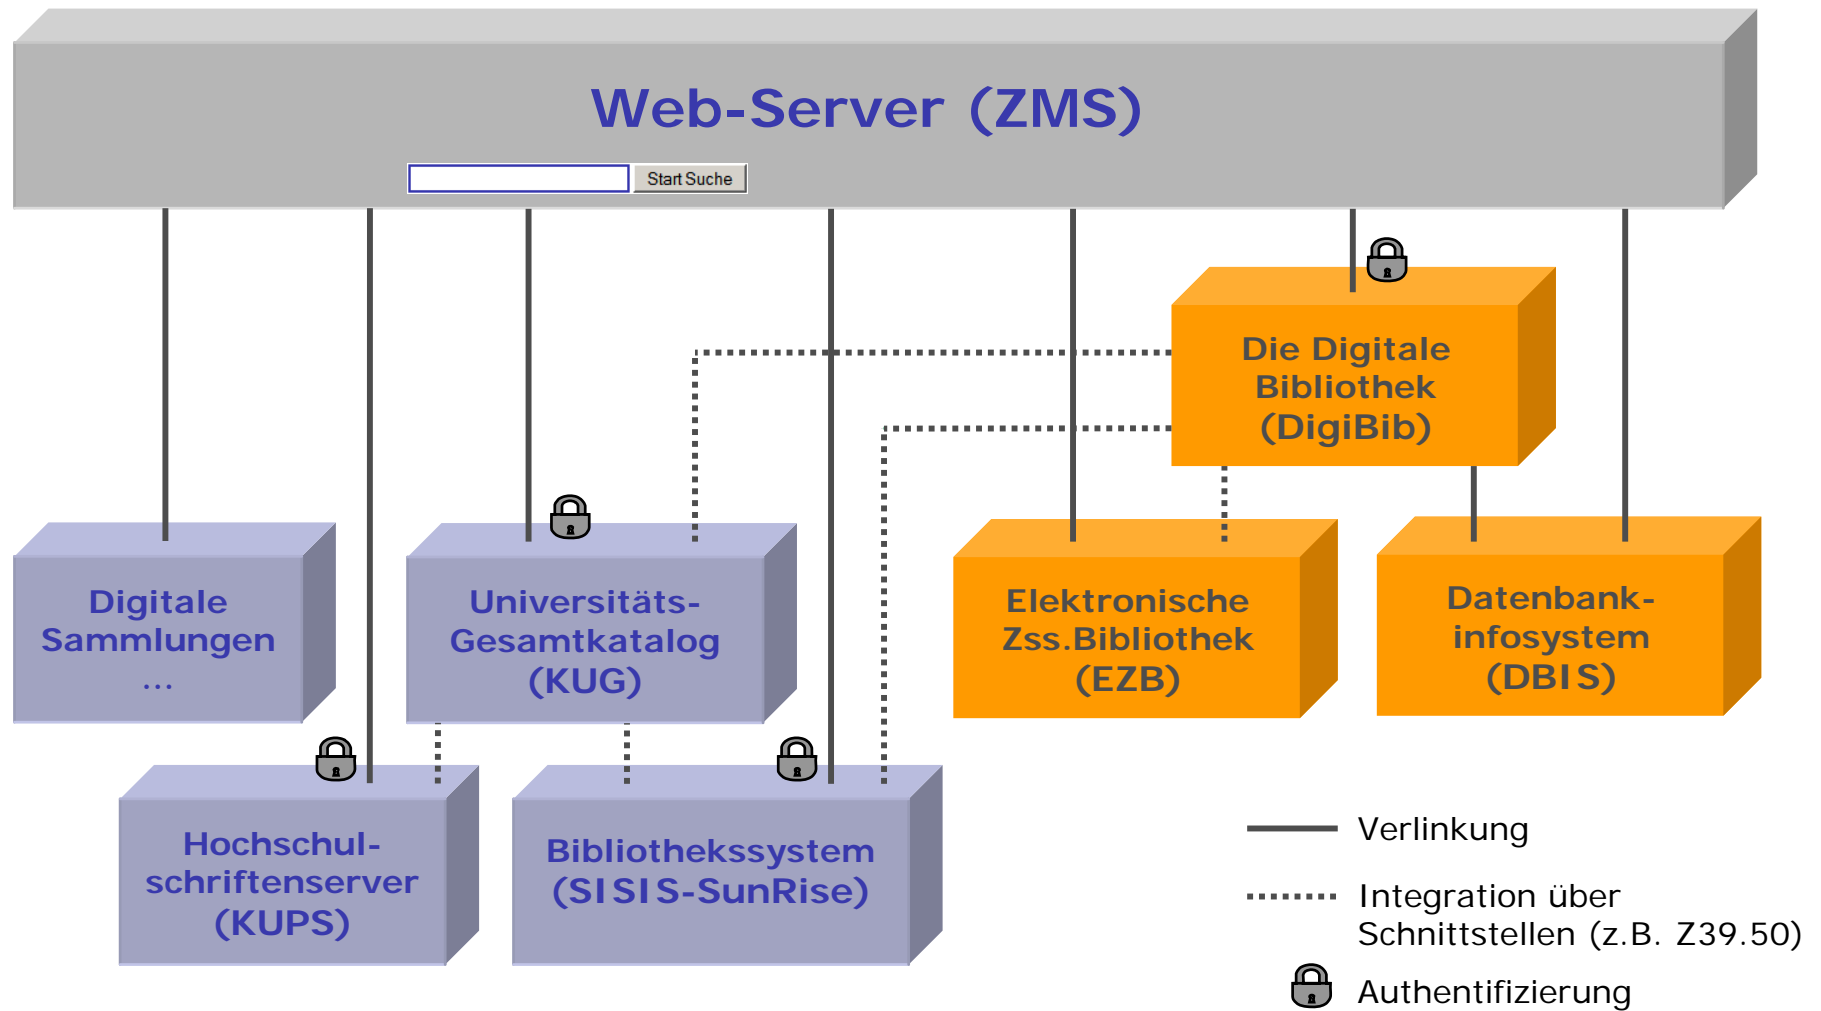 Web-Server (ZMS)
Start Suche
Die Digitale
Bibliothek
(DigiBib)
Digitale
Sammlungen
...
Universitäts-
Gesamtkatalog
(KUG)
Elektronische
Zss.Bibliothek
(EZB)
Datenbank-
infosystem
(DBIS)
Hochschul-
schriftenserver
(KUPS)
Bibliothekssystem
(SISIS-SunRise)
Verlinkung
Integration über
Schnittstellen (z.B. Z39.50)
Authentifizierung